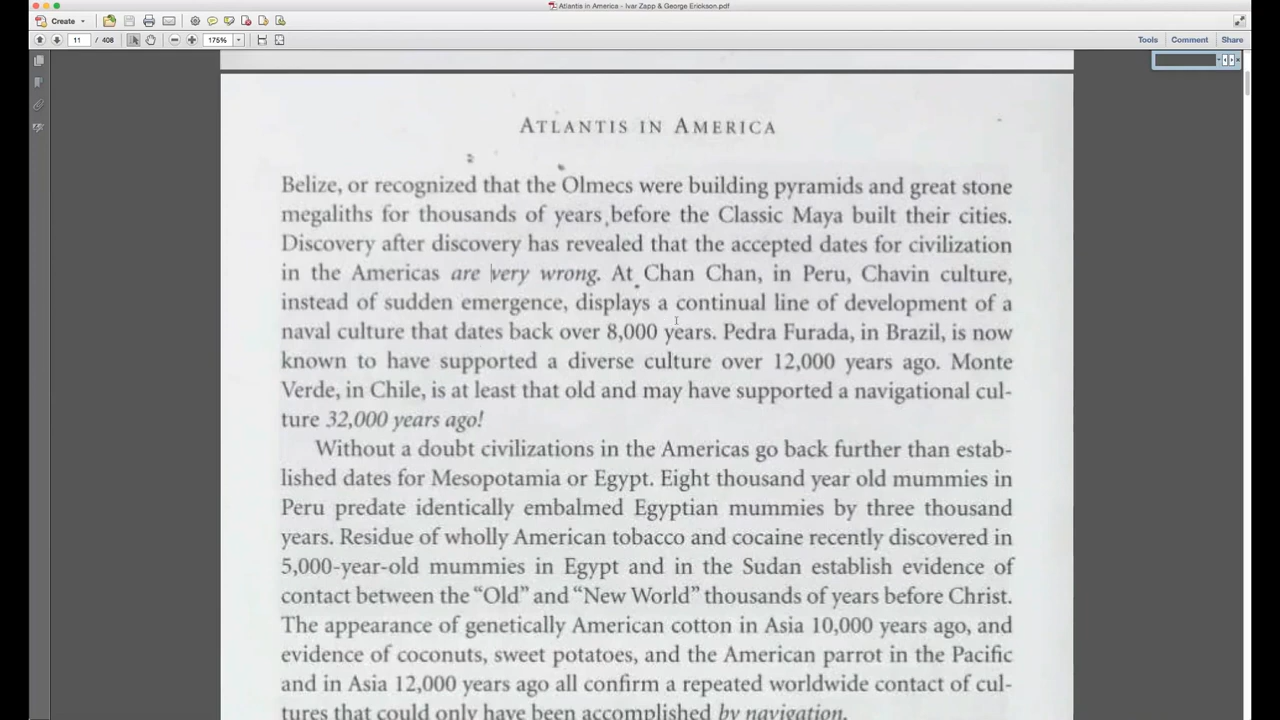 Atlantis in America - Ivar Zapp & George Erickson.pdf
Create
11 / 408
175%
Tools Comment Share
ATLANTIS IN AMERICA
Belize, or recognized that the Olmecs were building pyramids and great stone
megaliths for thousands of years before the Classic Maya built their cities.
Discovery after discovery has revealed that the accepted dates for civilization
in the Americas are very wrong. At Chan Chan, in Peru, Chavin culture,
instead of sudden emergence, displays a continual line of development of a
naval culture that dates back over 8,000 years. Pedra Furada, in Brazil, is now
known to have supported a diverse culture over 12,000 years ago. Monte
Verde, in Chile, is at least that old and may have supported a navigational cul-
ture 32,000 years ago!
Without a doubt civilizations in the Americas go back further than estab-
lished dates for Mesopotamia or Egypt. Eight thousand year old mummies in
Peru predate identically embalmed Egyptian mummies by three thousand
years. Residue of wholly American tobacco and cocaine recently discovered in
5,000-year-old mummies in Egypt and in the Sudan establish evidence of
contact between the “Old” and “New World” thousands of years before Christ.
The appearance of genetically American cotton in Asia 10,000 years ago, and
evidence of coconuts, sweet potatoes, and the American parrot in the Pacific
and in Asia 12,000 years ago all confirm a repeated worldwide contact of cul-
tures that could only have been accomplished by navigation.